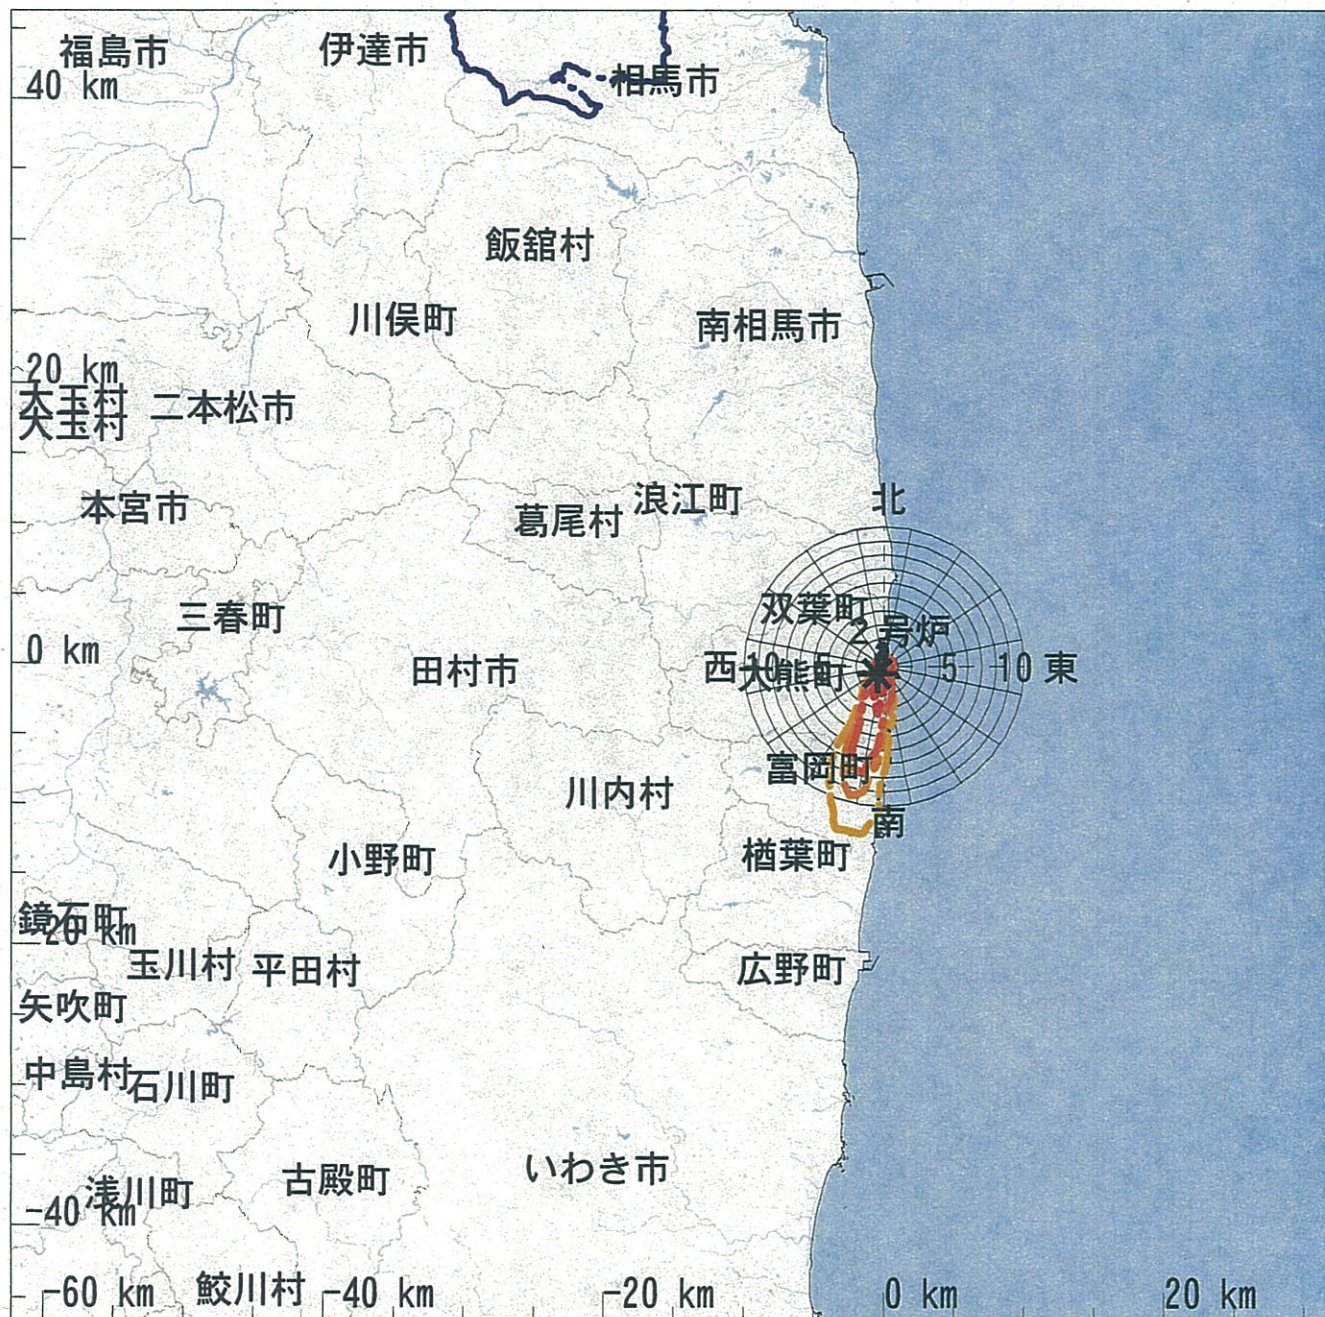 福島市
伊達市
相馬市
40 km
飯舘村
川俣町
南相馬市
20 km
大玉村
二本松市
大玉村
本宮市
葛尾村
浪江町
北
双葉町
三春町
2号炉
0 km
田村市
西 10 5
大熊町
5 10 東
富岡町
川内村
南
小野町
楢葉町
鏡石町
-20 km
玉川村
平田村
広野町
矢吹町
中島村
石川町
いわき市
古殿町
浅川町
-40 km
-60 km
鮫川村
-40 km
-20 km
0 km
20 km